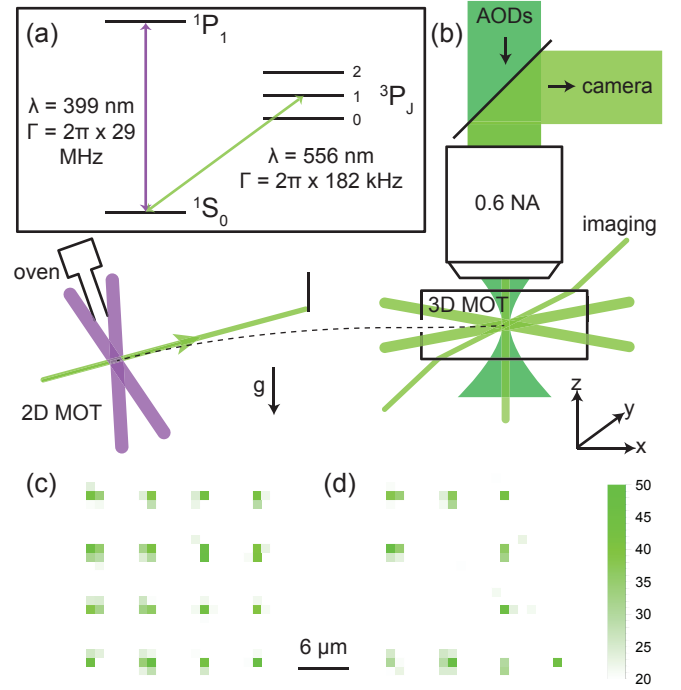 (a)
¹P₁
2
1
0
³P_J
λ = 399 nm
Γ = 2π x 29
MHz
λ = 556 nm
Γ = 2π x 182 kHz
¹S₀
(b)
AODs
camera
0.6 NA
imaging
3D MOT
oven
2D MOT
g
z
y
x
(c)
(d)
6 μm
50
45
40
35
30
25
20